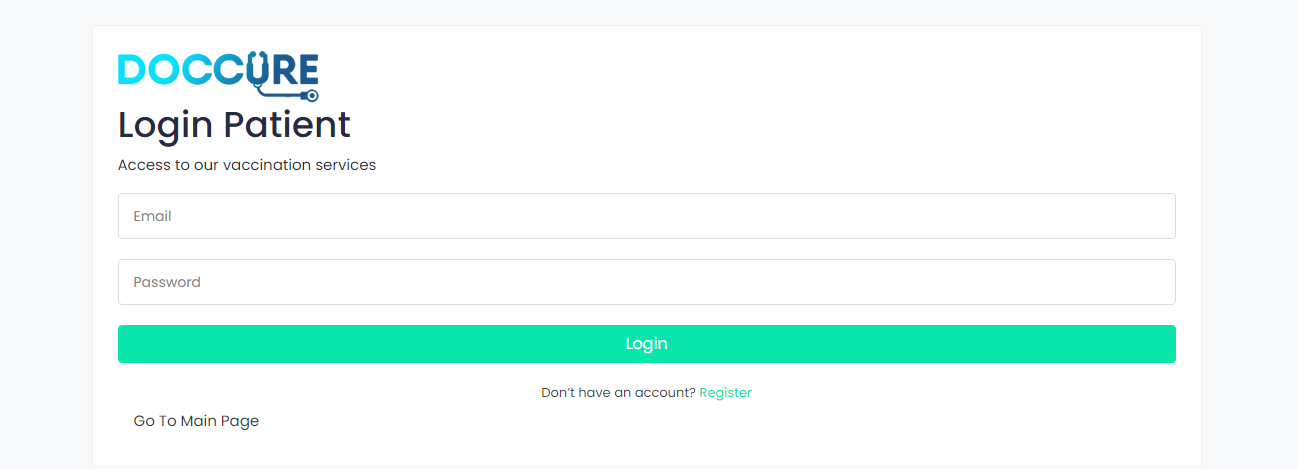 DOCCURE
Login Patient
Access to our vaccination services
Email
Password
Login
Don't have an account? Register
Go To Main Page